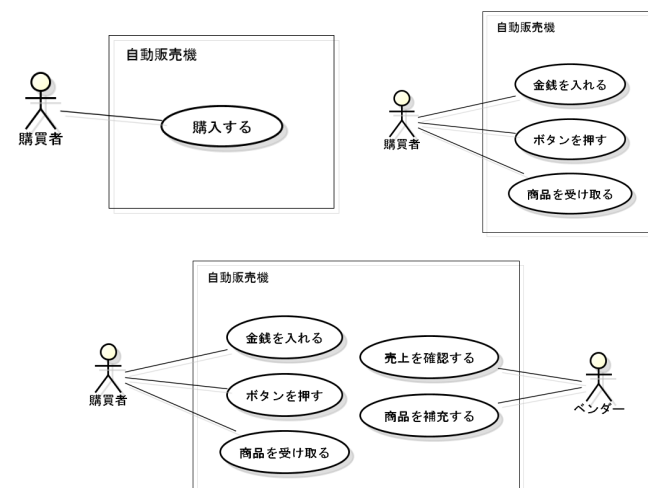 自動販売機
購入する
購買者
自動販売機
金銭を入れる
ボタンを押す
商品を受け取る
購買者
自動販売機
金銭を入れる
ボタンを押す
商品を受け取る
売上を確認する
商品を補充する
購買者
ベンダー